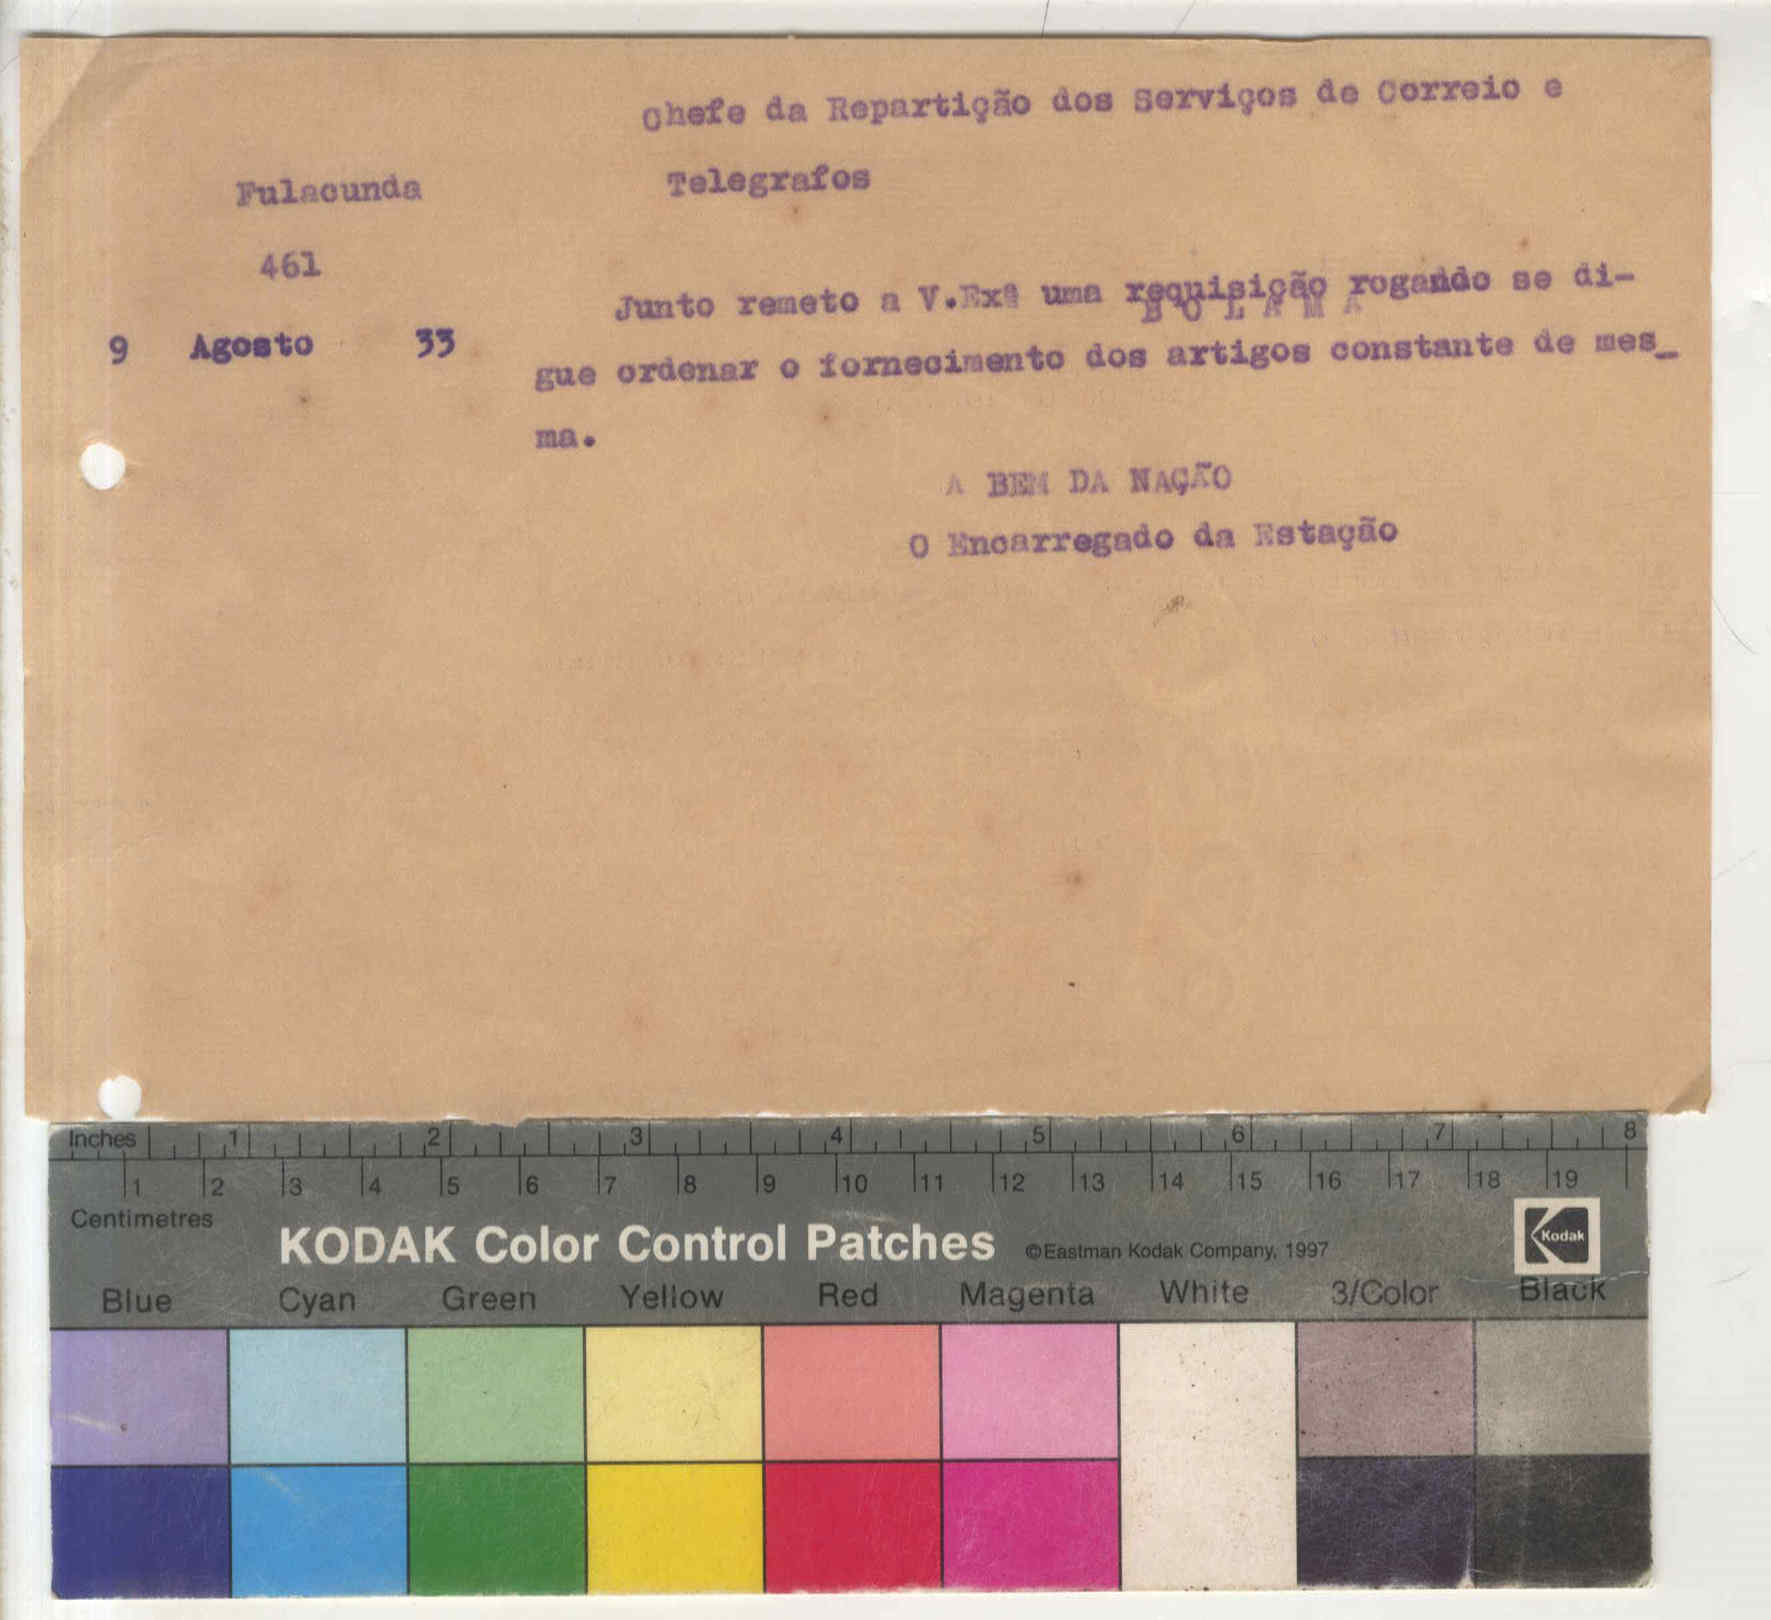 Chefe da Repartição dos Serviços de Correio e
Telegrafos
Fulacunda
461
9 Agosto 33
Junto remeto a V.Exª uma requisição rogando se di-
B O L A M A
gue ordenar o fornecimento dos artigos constante de mes_
ma.
A BEM DA NAÇÃO
O Encarregado da Estação
Inches 1 2 3 4 5 6 7 8
1 2 3 4 5 6 7 8 9 10 11 12 13 14 15 16 17 18 19
Centimetres
KODAK Color Control Patches ©Eastman Kodak Company, 1997 Kodak
Blue Cyan Green Yellow Red Magenta White 3/Color Black